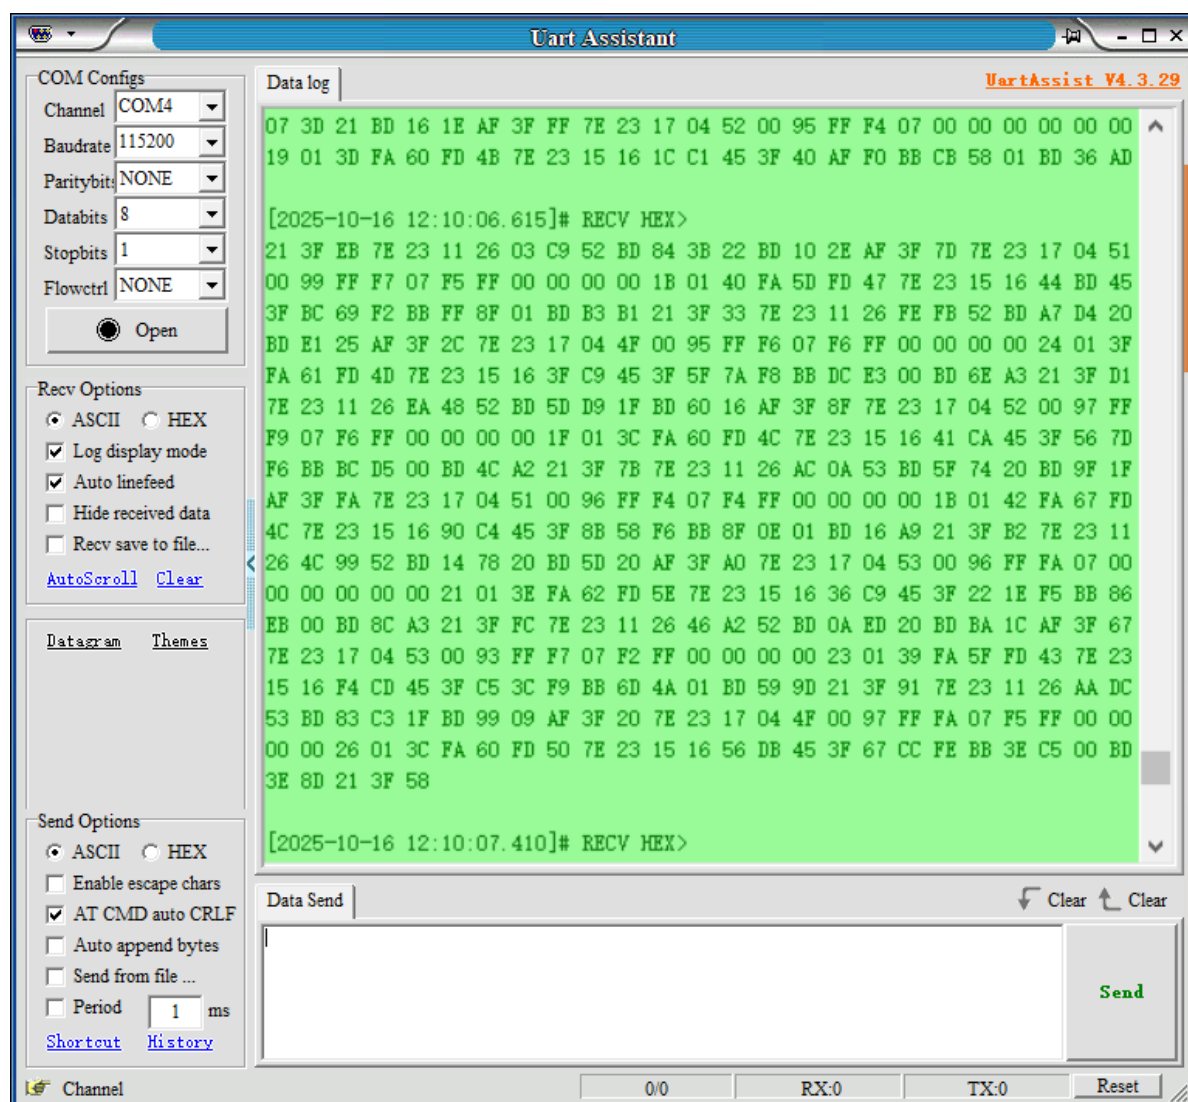 Uart Assistant
COM Configs
Channel COM4
Baudrate 115200
Paritybit: NONE
Databits 8
Stopbits 1
Flowctrl NONE
Open
Recv Options
ASCII HEX
Log display mode
Auto linefeed
Hide received data
Recv save to file...
AutoScroll Clear
Datagram Themes
Send Options
ASCII HEX
Enable escape chars
AT CMD auto CRLF
Auto append bytes
Send from file ...
Period 1 ms
Shortcut History
Data log
UartAssist V4.3.29
07 3D 21 BD 16 1E AF 3F FF 7E 23 17 04 52 00 95 FF F4 07 00 00 00 00 00 00
19 01 3D FA 60 FD 4B 7E 23 15 16 1C C1 45 3F 40 AF F0 BB CB 58 01 BD 36 AD
[2025-10-16 12:10:06.615]# RECV HEX>
21 3F EB 7E 23 11 26 03 C9 52 BD 84 3B 22 BD 10 2E AF 3F 7D 7E 23 17 04 51
00 99 FF F7 07 F5 FF 00 00 00 00 1B 01 40 FA 5D FD 47 7E 23 15 16 44 BD 45
3F BC 69 F2 BB FF 8F 01 BD B3 B1 21 3F 33 7E 23 11 26 FE FB 52 BD A7 D4 20
BD E1 25 AF 3F 2C 7E 23 17 04 4F 00 95 FF F6 07 F6 FF 00 00 00 00 24 01 3F
FA 61 FD 4D 7E 23 15 16 3F C9 45 3F 5F 7A F8 BB DC E3 00 BD 6E A3 21 3F D1
7E 23 11 26 EA 48 52 BD 5D D9 1F BD 60 16 AF 3F 8F 7E 23 17 04 52 00 97 FF
F9 07 F6 FF 00 00 00 00 1F 01 3C FA 60 FD 4C 7E 23 15 16 41 CA 45 3F 56 7D
F6 BB BC D5 00 BD 4C A2 21 3F 7B 7E 23 11 26 AC 0A 53 BD 5F 74 20 BD 9F 1F
AF 3F FA 7E 23 17 04 51 00 96 FF F4 07 F4 FF 00 00 00 00 1B 01 42 FA 67 FD
4C 7E 23 15 16 90 C4 45 3F 8B 58 F6 BB 8F 0E 01 BD 16 A9 21 3F B2 7E 23 11
26 4C 99 52 BD 14 78 20 BD 5D 20 AF 3F A0 7E 23 17 04 53 00 96 FF FA 07 00
00 00 00 00 00 21 01 3E FA 62 FD 5E 7E 23 15 16 36 C9 45 3F 22 1E F5 BB 86
EB 00 BD 8C A3 21 3F FC 7E 23 11 26 46 A2 52 BD 0A ED 20 BD BA 1C AF 3F 67
7E 23 17 04 53 00 93 FF F7 07 F2 FF 00 00 00 00 23 01 39 FA 5F FD 43 7E 23
15 16 F4 CD 45 3F C5 3C F9 BB 6D 4A 01 BD 59 9D 21 3F 91 7E 23 11 26 AA DC
53 BD 83 C3 1F BD 99 09 AF 3F 20 7E 23 17 04 4F 00 97 FF FA 07 F5 FF 00 00
00 00 26 01 3C FA 60 FD 50 7E 23 15 16 56 DB 45 3F 67 CC FE BB 3E C5 00 BD
3E 8D 21 3F 58
[2025-10-16 12:10:07.410]# RECV HEX>
Data Send
Clear Clear
Send
Channel 0/0 RX:0 TX:0 Reset